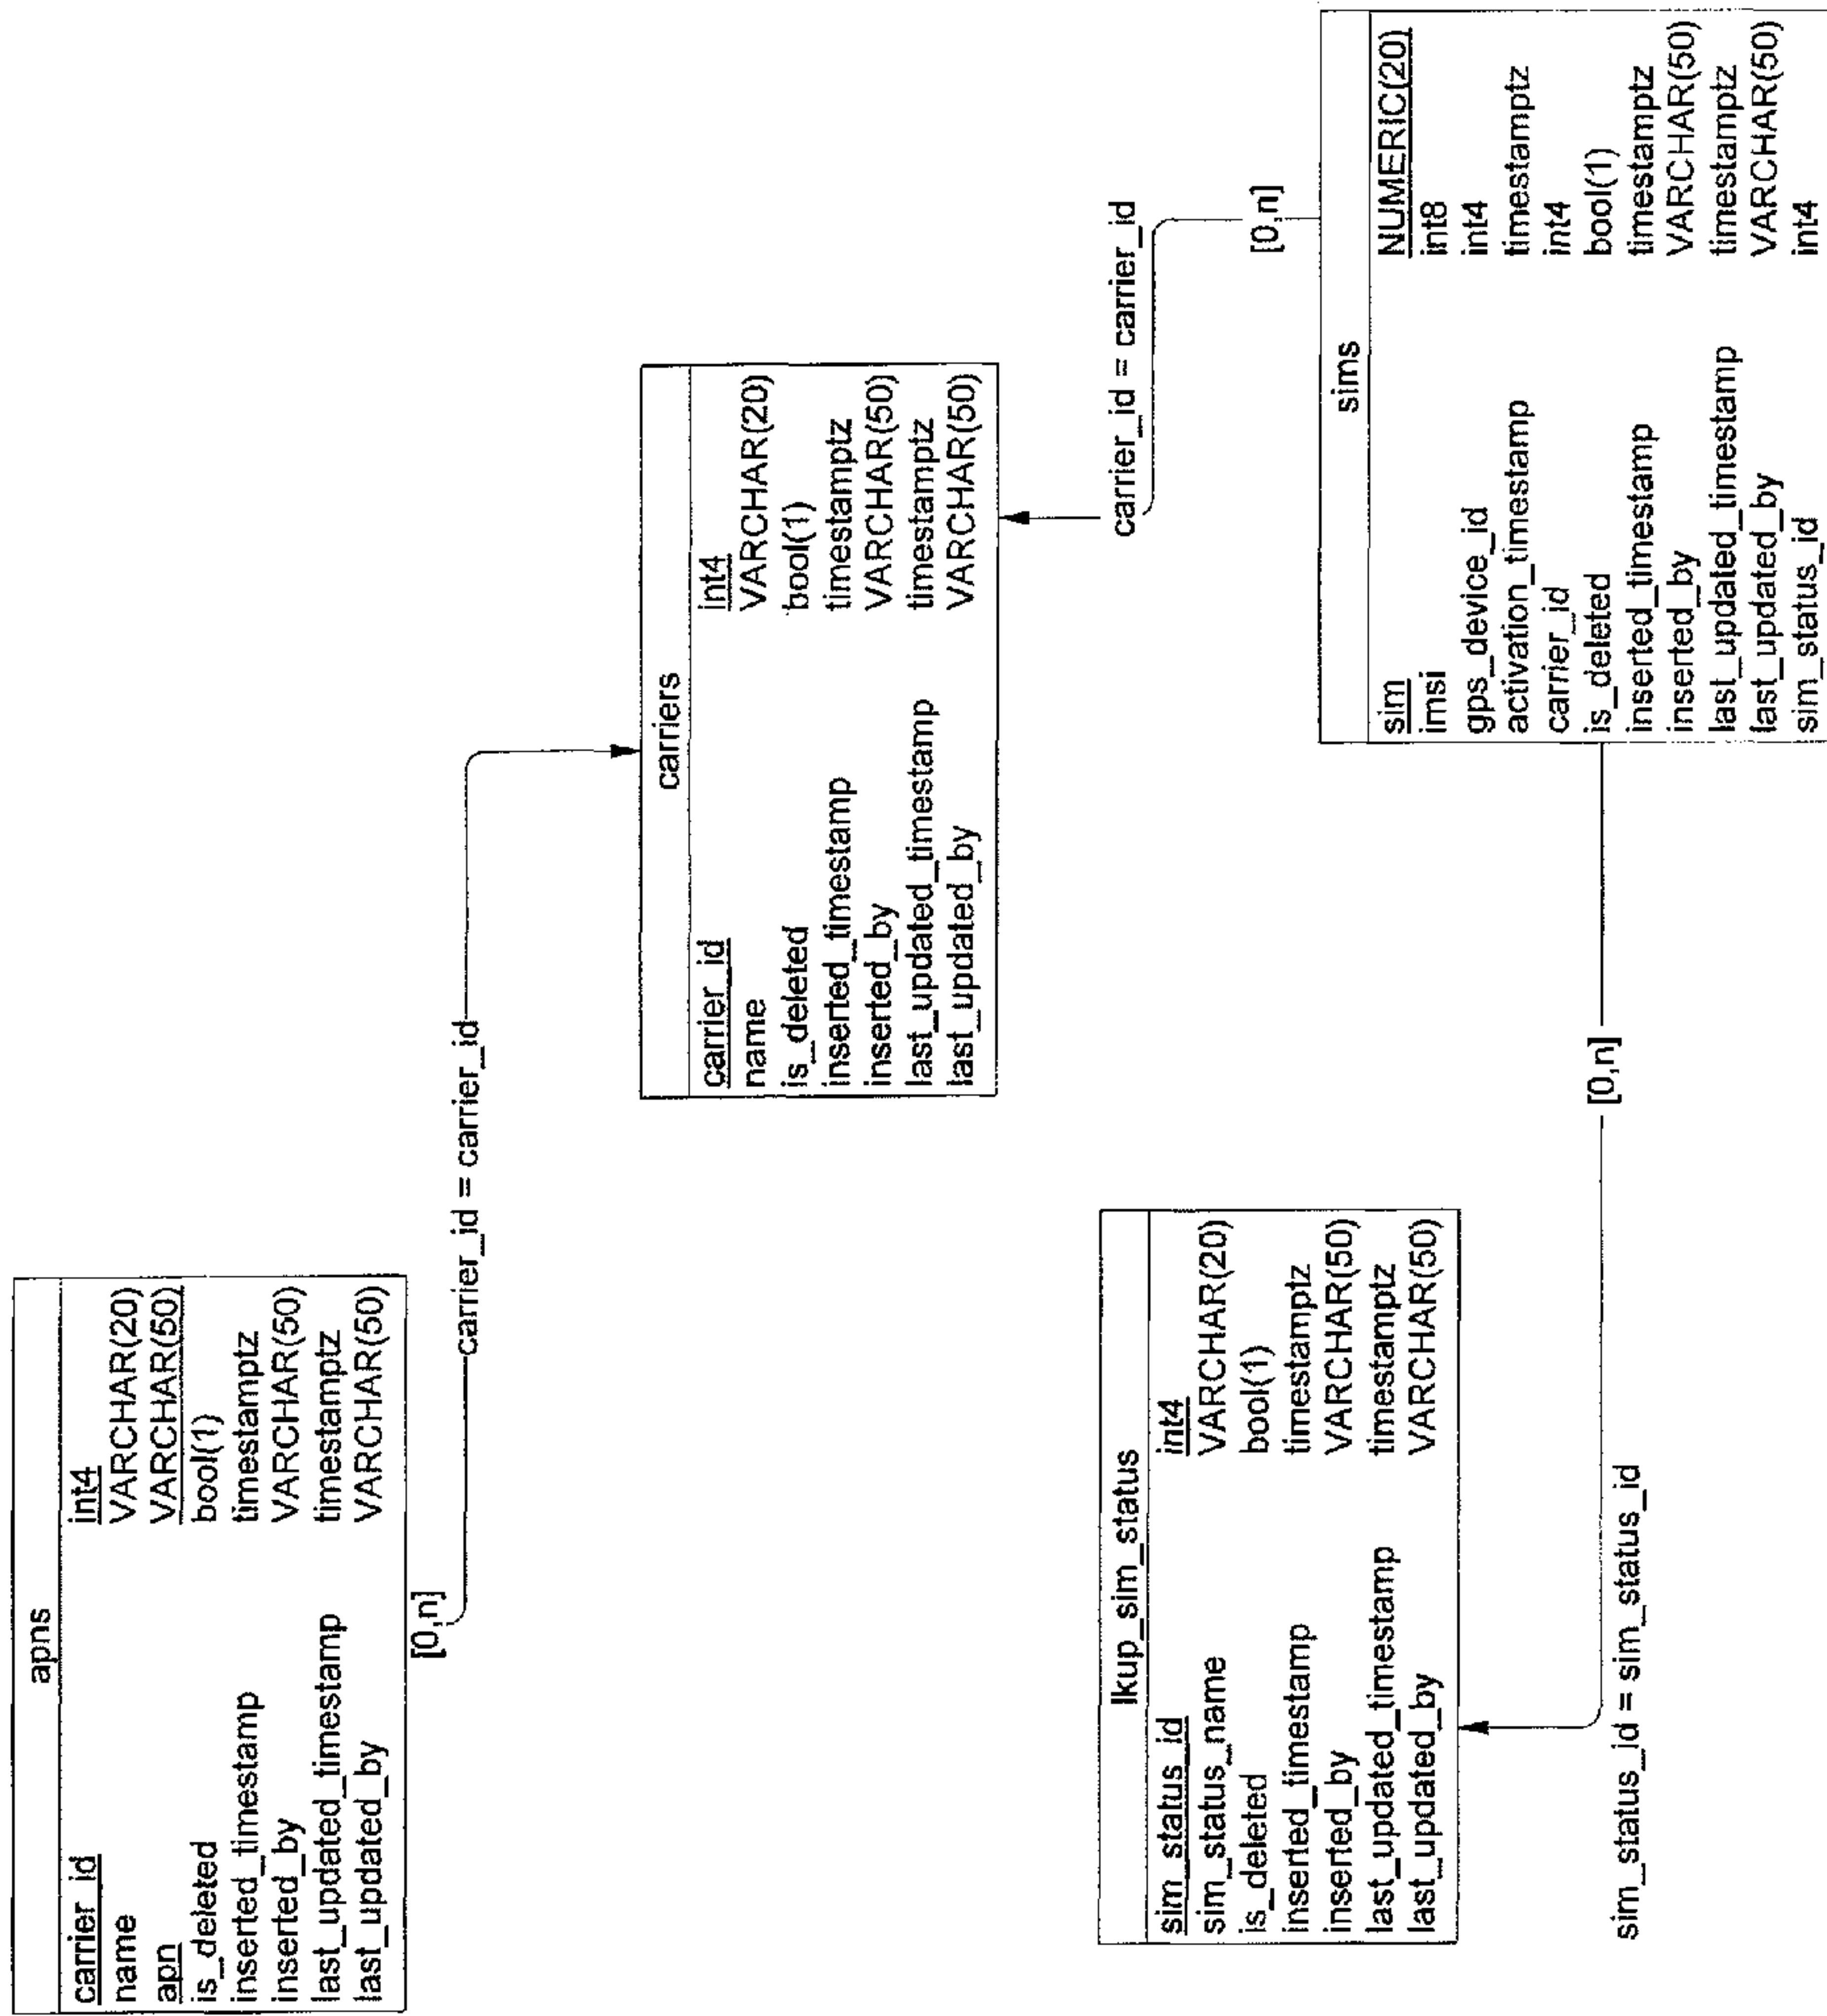 apns
carrier_id int4
name VARCHAR(20)
apn VARCHAR(50)
is_deleted bool(1)
inserted_timestamp timestamptz
inserted_by VARCHAR(50)
last_updated_timestamp timestamptz
last_updated_by VARCHAR(50)
[0,n]
carrier_id = carrier_id
carriers
carrier_id int4
name VARCHAR(20)
is_deleted bool(1)
inserted_timestamp timestamptz
inserted_by VARCHAR(50)
last_updated_timestamp timestamptz
last_updated_by VARCHAR(50)
carrier_id = carrier_id
[0,n]
lkup_sim_status
sim_status_id int4
sim_status_name VARCHAR(20)
is_deleted bool(1)
inserted_timestamp timestamptz
inserted_by VARCHAR(50)
last_updated_timestamp timestamptz
last_updated_by VARCHAR(50)
sims
sim NUMERIC(20)
imsi int8
gps_device_id int4
activation_timestamp timestamptz
carrier_id int4
is_deleted bool(1)
inserted_timestamp timestamptz
inserted_by VARCHAR(50)
last_updated_timestamp timestamptz
last_updated_by VARCHAR(50)
sim_status_id int4
[0,n]
sim_status_id = sim_status_id